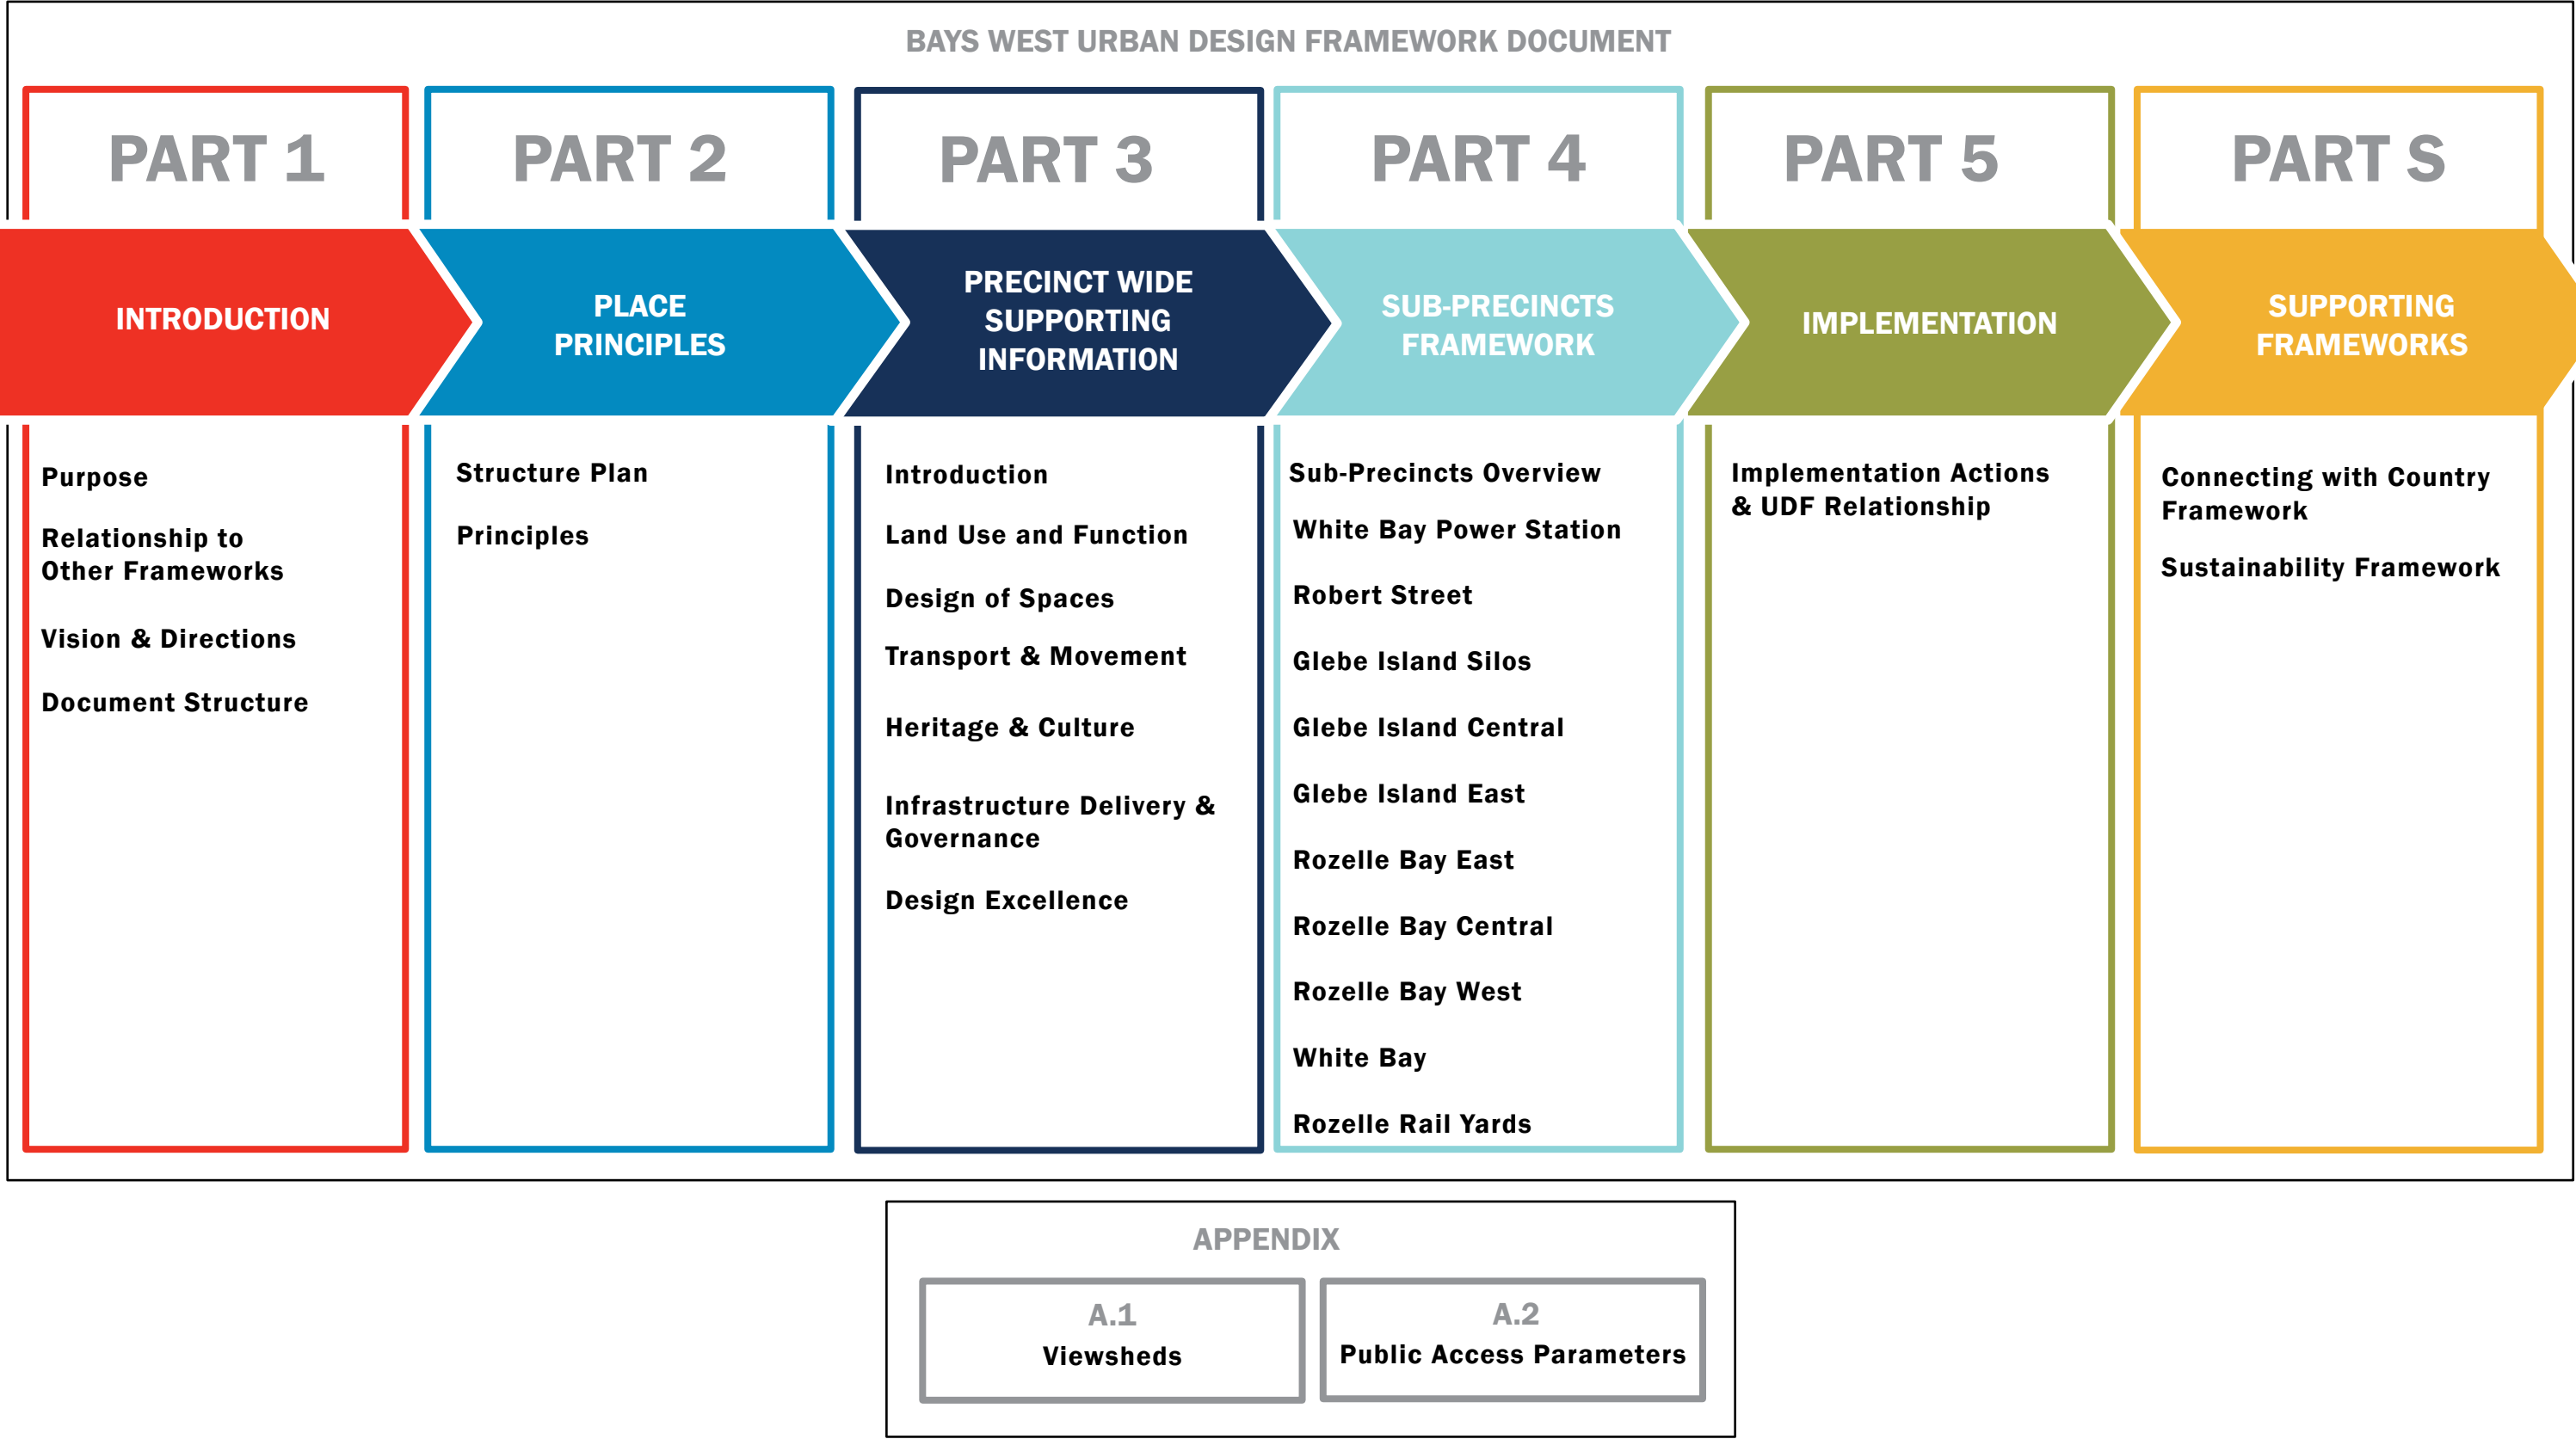 BAYS WEST URBAN DESIGN FRAMEWORK DOCUMENT
PART 1
INTRODUCTION
Purpose
Relationship to
Other Frameworks
Vision & Directions
Document Structure
PART 2
PLACE
PRINCIPLES
Structure Plan
Principles
PART 3
PRECINCT WIDE
SUPPORTING
INFORMATION
Introduction
Land Use and Function
Design of Spaces
Transport & Movement
Heritage & Culture
Infrastructure Delivery &
Governance
Design Excellence
PART 4
SUB-PRECINCTS
FRAMEWORK
Sub-Precincts Overview
White Bay Power Station
Robert Street
Glebe Island Silos
Glebe Island Central
Glebe Island East
Rozelle Bay East
Rozelle Bay Central
Rozelle Bay West
White Bay
Rozelle Rail Yards
PART 5
IMPLEMENTATION
Implementation Actions
& UDF Relationship
PART S
SUPPORTING
FRAMEWORKS
Connecting with Country
Framework
Sustainability Framework
APPENDIX
A.1
Viewsheds
A.2
Public Access Parameters